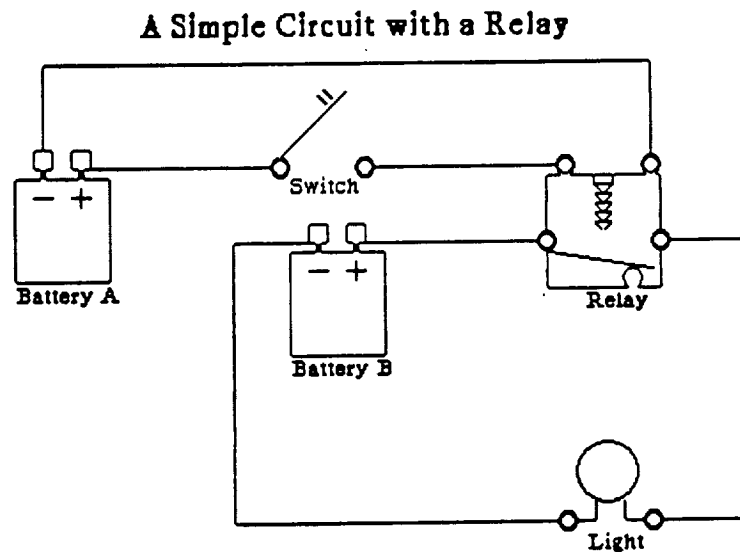 A Simple Circuit with a Relay
Switch
− +
Battery A
− +
Relay
Battery B
Light